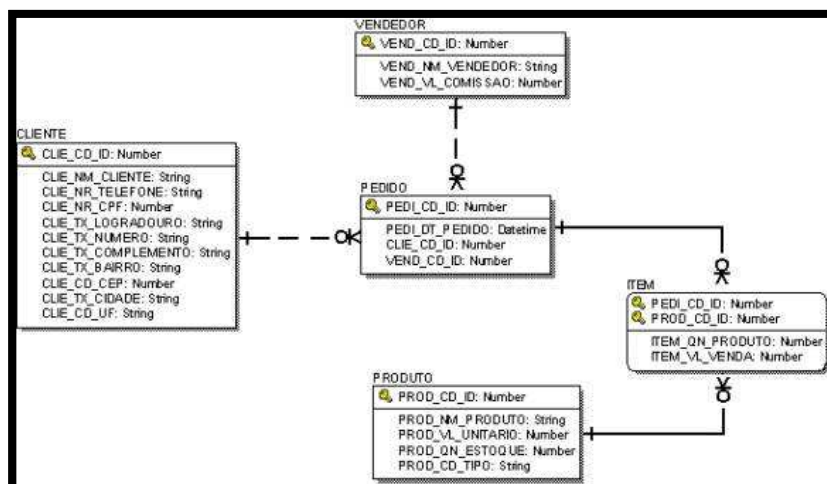 VENDEDOR
VEND_CD_ID: Number
VEND_NM_VENDEDOR: String
VEND_VL_COMISSAO: Number
CLIENTE
CLIE_CD_ID: Number
CLIE_NM_CLIENTE: String
CLIE_NR_TELEFONE: String
CLIE_NR_CPF: Number
CLIE_TX_LOGRADOURO: String
CLIE_TX_NUMERO: String
CLIE_TX_COMPLEMENTO: String
CLIE_TX_BAIRRO: String
CLIE_CD_CEP: Number
CLIE_TX_CIDADE: String
CLIE_CD_UF: String
PEDIDO
PEDI_CD_ID: Number
PEDI_DT_PEDIDO: Datetime
CLIE_CD_ID: Number
VEND_CD_ID: Number
ITEM
PEDI_CD_ID: Number
PROD_CD_ID: Number
ITEM_QN_PRODUTO: Number
ITEM_VL_VENDA: Number
PRODUTO
PROD_CD_ID: Number
PROD_NM_PRODUTO: String
PROD_VL_UNITARIO: Number
PROD_QN_ESTOQUE: Number
PROD_CD_TIPO: String